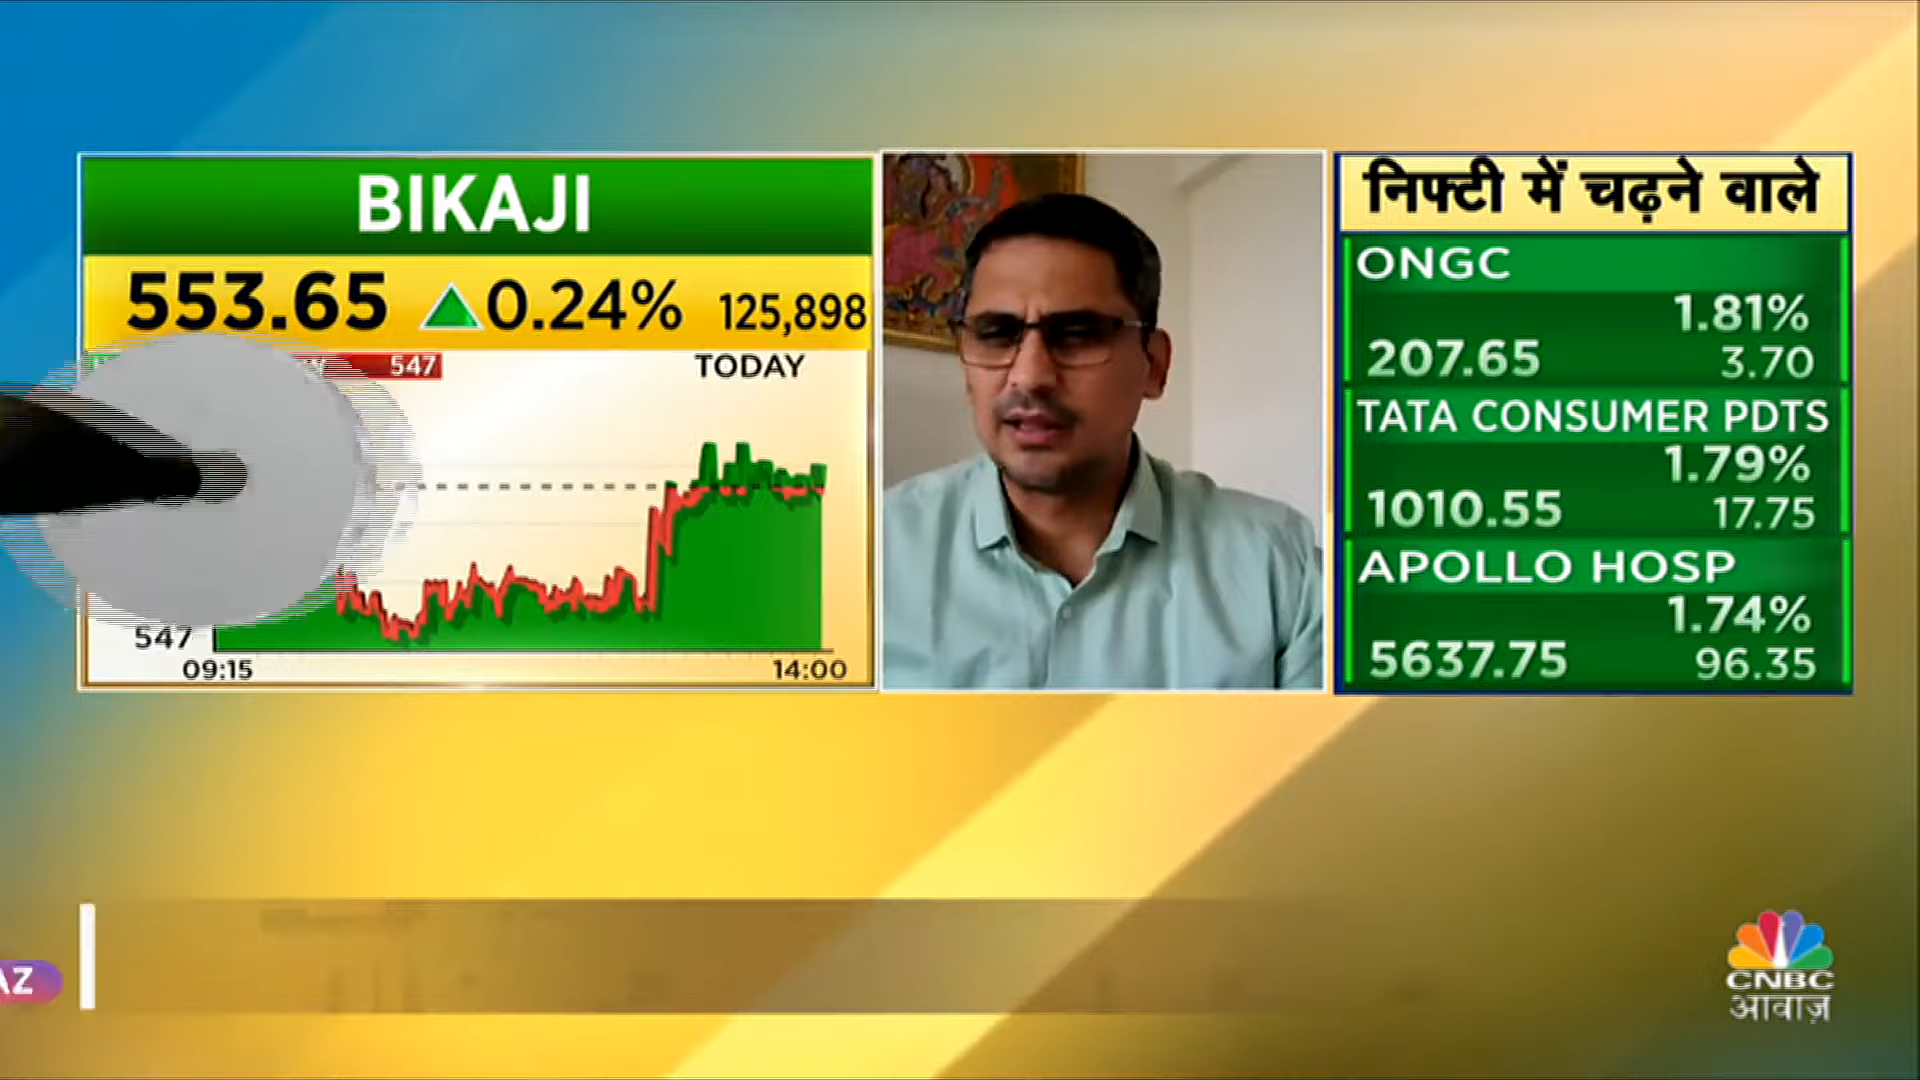 BIKAJI
553.65 0.24% 125,898
547
TODAY
547
09:15 14:00
निफ्टी में चढ़ने वाले
ONGC
1.81%
207.65 3.70
TATA CONSUMER PDTS
1.79%
1010.55 17.75
APOLLO HOSP
1.74%
5637.75 96.35
AZ
CNBC
आवाज़